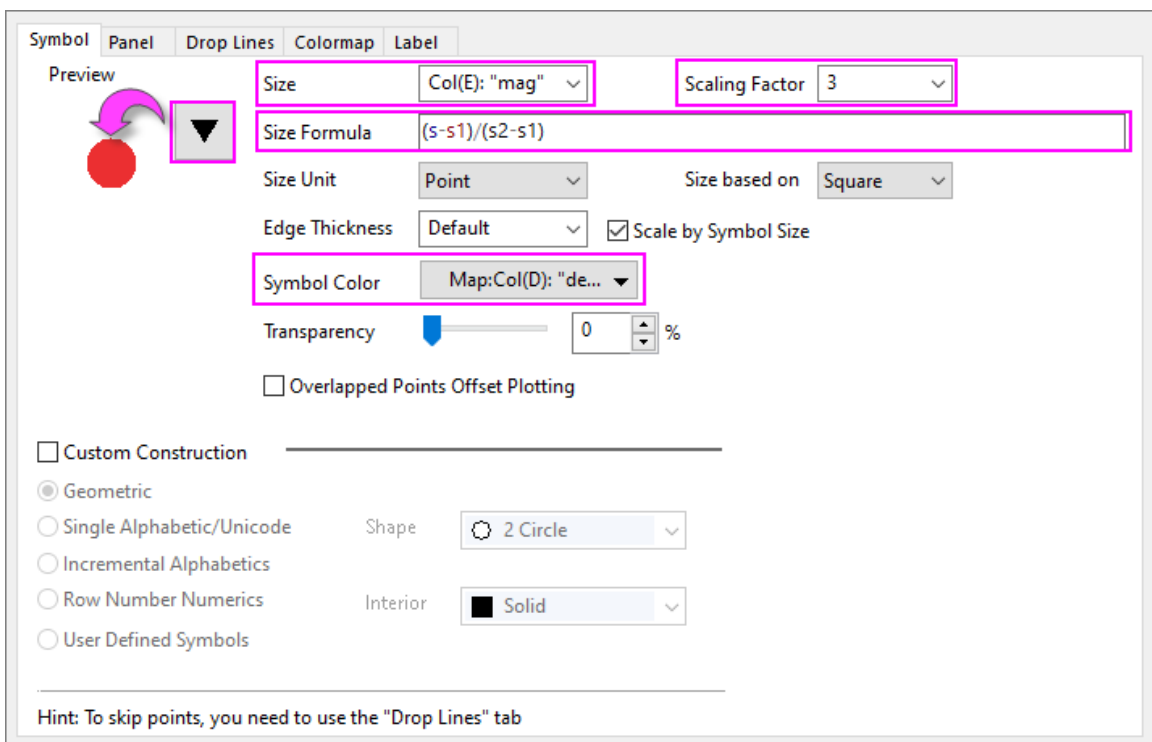 Symbol Panel Drop Lines Colormap Label
Preview
Size Col(E): "mag" Scaling Factor 3
Size Formula (s-s1)/(s2-s1)
Size Unit Point Size based on Square
Edge Thickness Default Scale by Symbol Size
Symbol Color Map:Col(D): "de...
Transparency 0 %
Overlapped Points Offset Plotting
Custom Construction
Geometric
Single Alphabetic/Unicode Shape 2 Circle
Incremental Alphabetics
Row Number Numerics Interior Solid
User Defined Symbols
Hint: To skip points, you need to use the "Drop Lines" tab